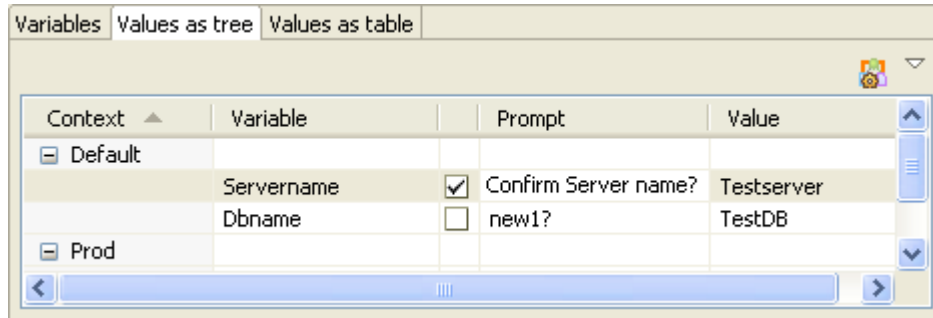 Variables Values as tree Values as table
Context Variable Prompt Value
Default
Servername Confirm Server name? Testserver
Dbname new1? TestDB
Prod